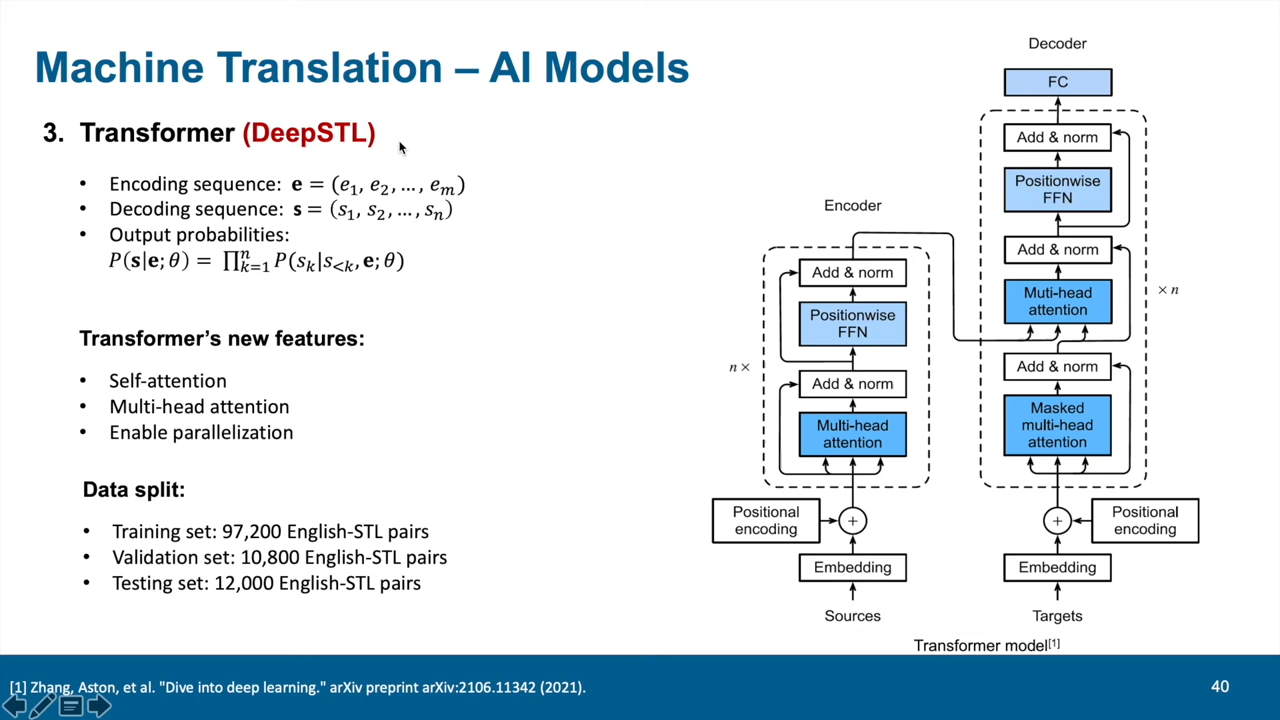 Machine Translation – AI Models
3. Transformer (DeepSTL)
• Encoding sequence: e = (e₁, e₂, …, eₘ)
• Decoding sequence: s = (s₁, s₂, …, sₙ)
• Output probabilities:
P(s|e; θ) = ∏ⁿₖ₌₁ P(sₖ|s<ₖ, e; θ)
Transformer’s new features:
• Self-attention
• Multi-head attention
• Enable parallelization
Data split:
• Training set: 97,200 English-STL pairs
• Validation set: 10,800 English-STL pairs
• Testing set: 12,000 English-STL pairs
Encoder
Add & norm
Positionwise
FFN
n ×
Add & norm
Multi-head
attention
Positional
encoding
+
Embedding
Sources
Decoder
FC
Add & norm
Positionwise
FFN
Add & norm
Muti-head
attention
× n
Add & norm
Masked
multi-head
attention
+
Positional
encoding
Embedding
Targets
Transformer model[1]
[1] Zhang, Aston, et al. "Dive into deep learning." arXiv preprint arXiv:2106.11342 (2021).
40